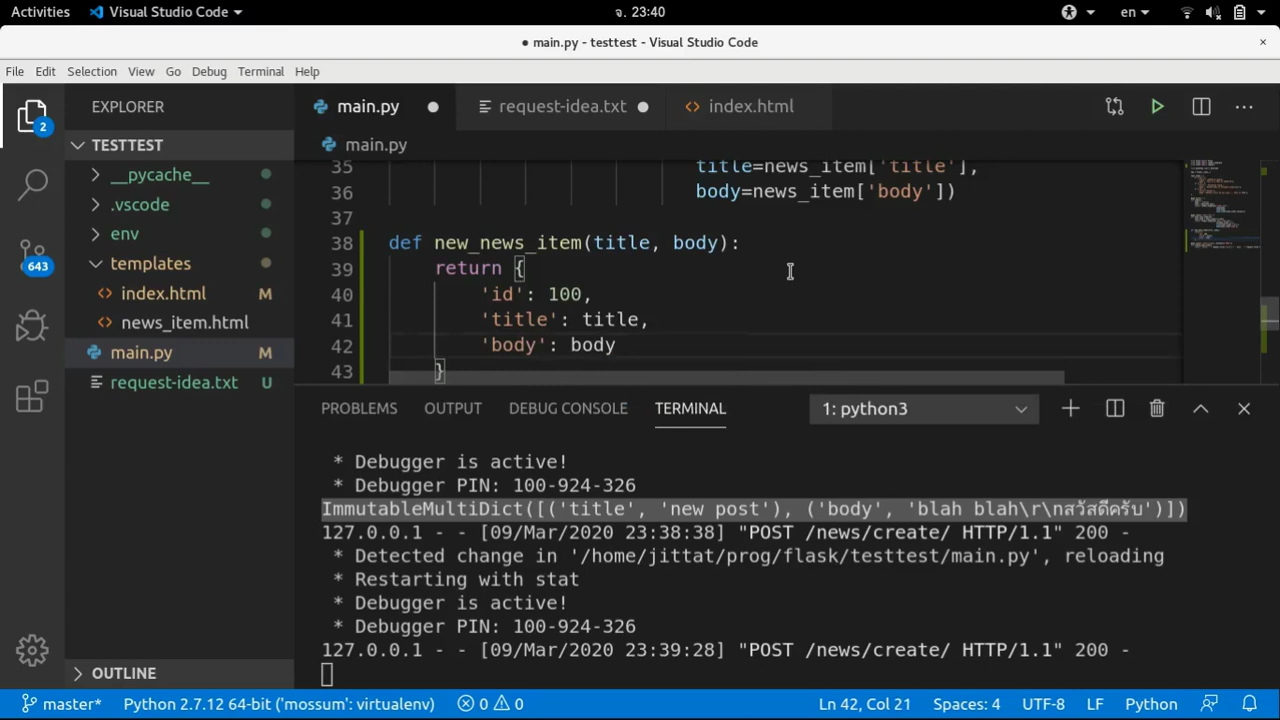 Activities Visual Studio Code จ. 23:40 en
● main.py - testtest - Visual Studio Code ×
File Edit Selection View Go Debug Terminal Help
EXPLORER
main.py
request-idea.txt
index.html
TESTTEST
__pycache__
.vscode
env
templates
index.html M
news_item.html
main.py M
request-idea.txt U
OUTLINE
2
643
main.py
35 title=news_item['title'],
36 body=news_item['body'])
37
38 def new_news_item(title, body):
39 return {
40 'id': 100,
41 'title': title,
42 'body': body
43 }
PROBLEMS OUTPUT DEBUG CONSOLE TERMINAL 1: python3
* Debugger is active!
* Debugger PIN: 100-924-326
ImmutableMultiDict([('title', 'new post'), ('body', 'blah blah\r\nสวัสดีครับ')])
127.0.0.1 - - [09/Mar/2020 23:38:38] "POST /news/create/ HTTP/1.1" 200 -
* Detected change in '/home/jittat/prog/flask/testtest/main.py', reloading
* Restarting with stat
* Debugger is active!
* Debugger PIN: 100-924-326
127.0.0.1 - - [09/Mar/2020 23:39:28] "POST /news/create/ HTTP/1.1" 200 -
master* Python 2.7.12 64-bit ('mossum': virtualenv) 0 0 Ln 42, Col 21 Spaces: 4 UTF-8 LF Python